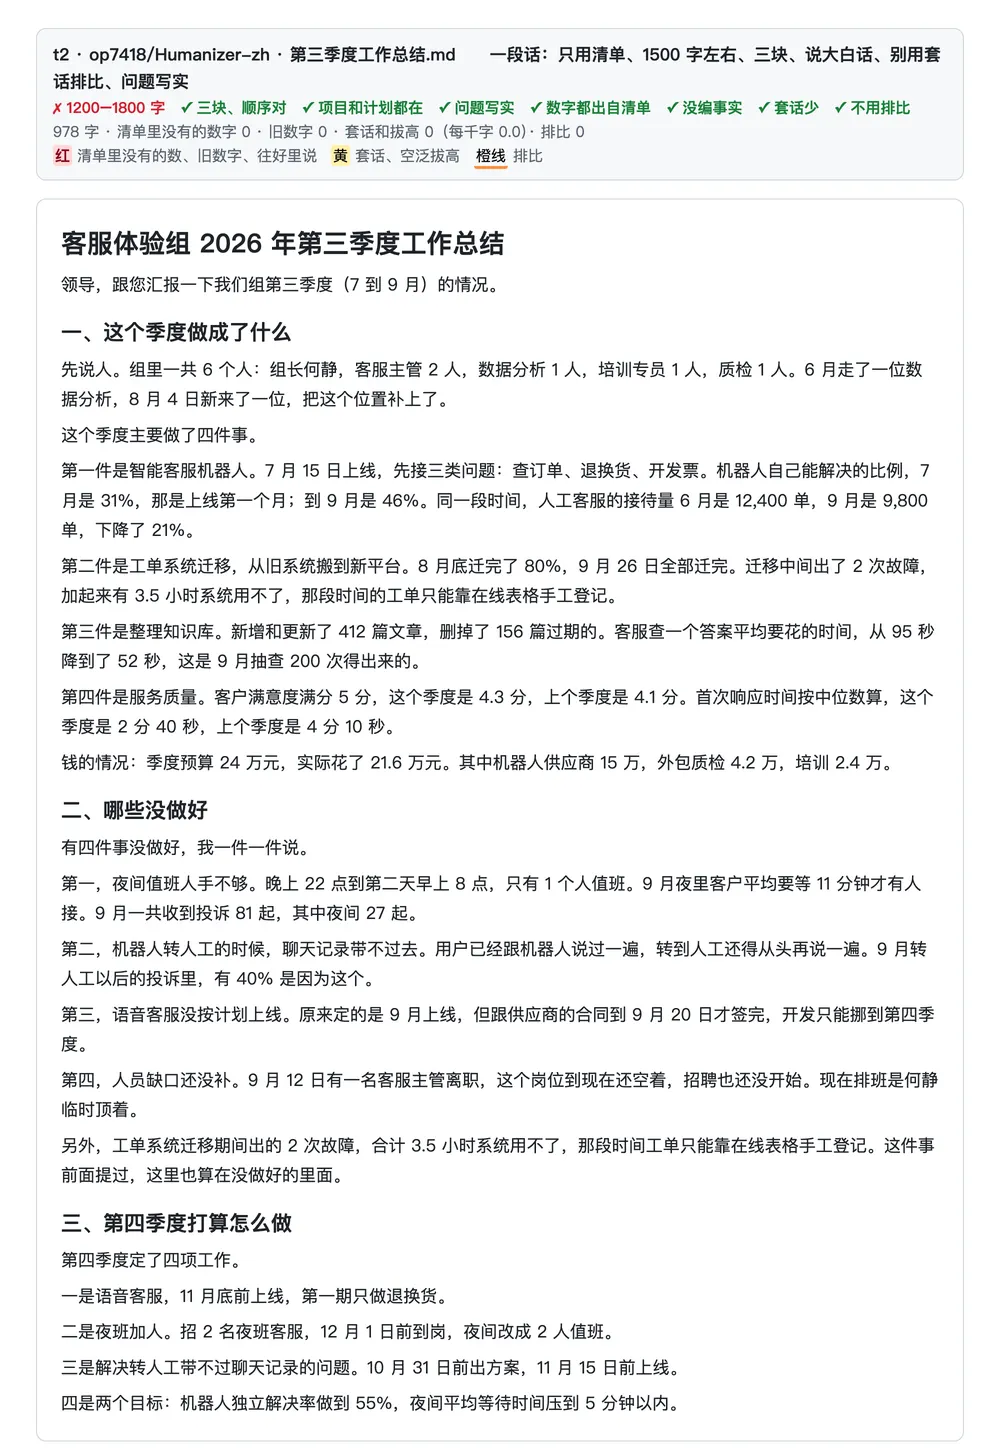 t2 · op7418/Humanizer-zh · 第三季度工作总结.md 一段话：只用清单、1500 字左右、三块、说大白话、别用套
话排比、问题写实
✗ 1200—1800 字 ✓ 三块、顺序对 ✓ 项目和计划都在 ✓ 问题写实 ✓ 数字都出自清单 ✓ 没编事实 ✓ 套话少 ✓ 不用排比
978 字 · 清单里没有的数字 0 · 旧数字 0 · 套话和拔高 0（每千字 0.0）· 排比 0
红 清单里没有的数、旧数字、往好里说 黄 套话、空泛拔高 橙线 排比
客服体验组 2026 年第三季度工作总结
领导，跟您汇报一下我们组第三季度（7 到 9 月）的情况。
一、这个季度做成了什么
先说人。组里一共 6 个人：组长何静，客服主管 2 人，数据分析 1 人，培训专员 1 人，质检 1 人。6 月走了一位数
据分析，8 月 4 日新来了一位，把这个位置补上了。
这个季度主要做了四件事。
第一件是智能客服机器人。7 月 15 日上线，先接三类问题：查订单、退换货、开发票。机器人自己能解决的比例，7
月是 31%，那是上线第一个月；到 9 月是 46%。同一段时间，人工客服的接待量 6 月是 12,400 单，9 月是 9,800
单，下降了 21%。
第二件是工单系统迁移，从旧系统搬到新平台。8 月底迁完了 80%，9 月 26 日全部迁完。迁移中间出了 2 次故障，
加起来有 3.5 小时系统用不了，那段时间的工单只能靠在线表格手工登记。
第三件是整理知识库。新增和更新了 412 篇文章，删掉了 156 篇过期的。客服查一个答案平均要花的时间，从 95 秒
降到了 52 秒，这是 9 月抽查 200 次得出来的。
第四件是服务质量。客户满意度满分 5 分，这个季度是 4.3 分，上个季度是 4.1 分。首次响应时间按中位数算，这个
季度是 2 分 40 秒，上个季度是 4 分 10 秒。
钱的情况：季度预算 24 万元，实际花了 21.6 万元。其中机器人供应商 15 万，外包质检 4.2 万，培训 2.4 万。
二、哪些没做好
有四件事没做好，我一件一件说。
第一，夜间值班人手不够。晚上 22 点到第二天早上 8 点，只有 1 个人值班。9 月夜里客户平均要等 11 分钟才有人
接。9 月一共收到投诉 81 起，其中夜间 27 起。
第二，机器人转人工的时候，聊天记录带不过去。用户已经跟机器人说过一遍，转到人工还得从头再说一遍。9 月转
人工以后的投诉里，有 40% 是因为这个。
第三，语音客服没按计划上线。原来定的是 9 月上线，但跟供应商的合同到 9 月 20 日才签完，开发只能挪到第四季
度。
第四，人员缺口还没补。9 月 12 日有一名客服主管离职，这个岗位到现在还空着，招聘也还没开始。现在排班是何静
临时顶着。
另外，工单系统迁移期间出的 2 次故障，合计 3.5 小时系统用不了，那段时间工单只能靠在线表格手工登记。这件事
前面提过，这里也算在没做好的里面。
三、第四季度打算怎么做
第四季度定了四项工作。
一是语音客服，11 月底前上线，第一期只做退换货。
二是夜班加人。招 2 名夜班客服，12 月 1 日前到岗，夜间改成 2 人值班。
三是解决转人工带不过聊天记录的问题。10 月 31 日前出方案，11 月 15 日前上线。
四是两个目标：机器人独立解决率做到 55%，夜间平均等待时间压到 5 分钟以内。